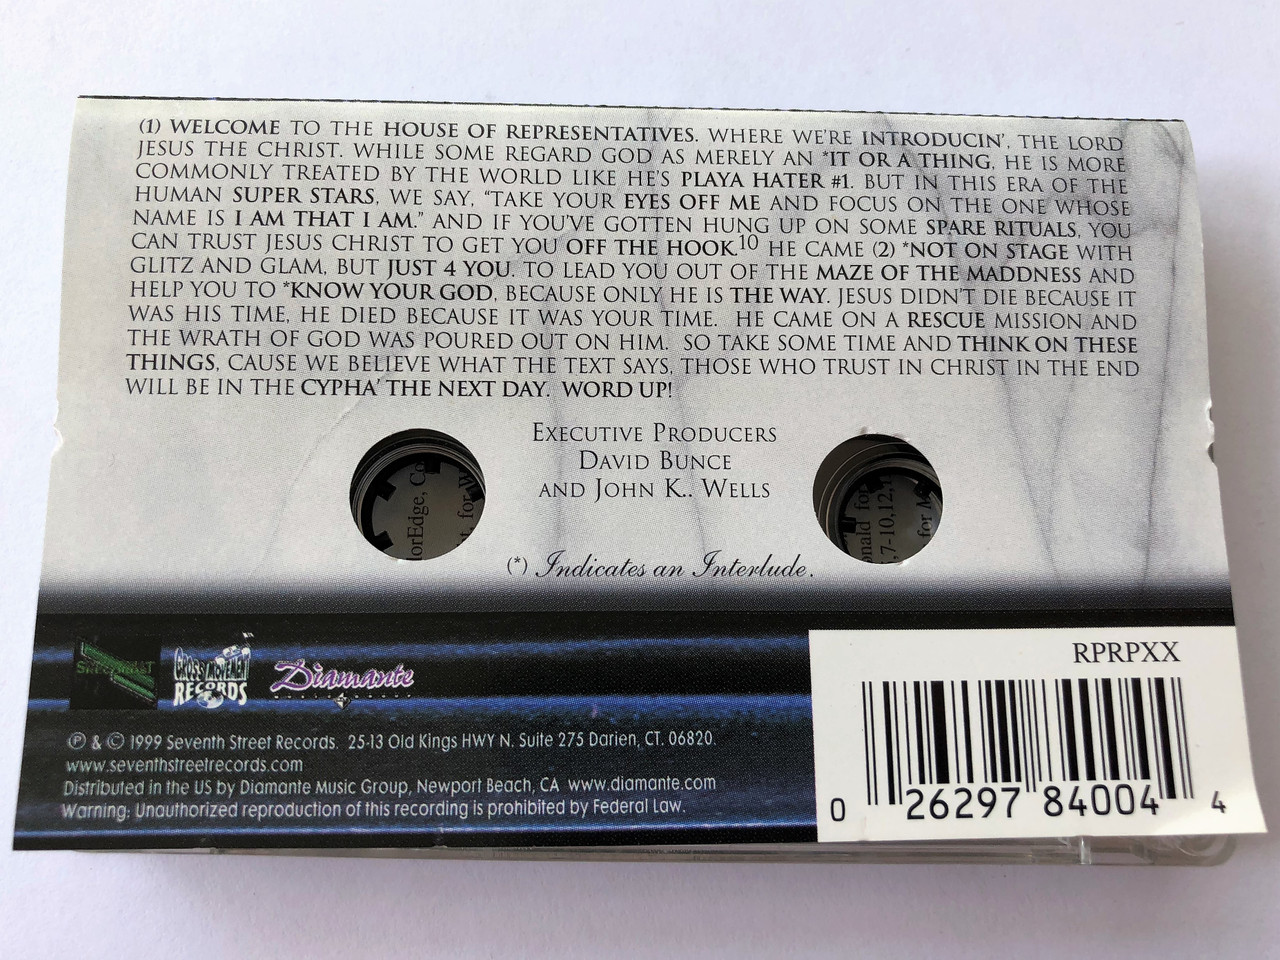 (1) WELCOME TO THE HOUSE OF REPRESENTATIVES. WHERE WE'RE INTRODUCIN', THE LORD
JESUS THE CHRIST. WHILE SOME REGARD GOD AS MERELY AN *IT OR A THING, HE IS MORE
COMMONLY TREATED BY THE WORLD LIKE HE'S PLAYA HATER #1. BUT IN THIS ERA OF THE
HUMAN SUPER STARS, WE SAY, "TAKE YOUR EYES OFF ME AND FOCUS ON THE ONE WHOSE
NAME IS I AM THAT I AM." AND IF YOU'VE GOTTEN HUNG UP ON SOME SPARE RITUALS, YOU
CAN TRUST JESUS CHRIST TO GET YOU OFF THE HOOK.10 HE CAME (2) *NOT ON STAGE WITH
GLITZ AND GLAM, BUT JUST 4 YOU. TO LEAD YOU OUT OF THE MAZE OF THE MADDNESS AND
HELP YOU TO *KNOW YOUR GOD, BECAUSE ONLY HE IS THE WAY. JESUS DIDN'T DIE BECAUSE IT
WAS HIS TIME, HE DIED BECAUSE IT WAS YOUR TIME. HE CAME ON A RESCUE MISSION AND
THE WRATH OF GOD WAS POURED OUT ON HIM. SO TAKE SOME TIME AND THINK ON THESE
THINGS, CAUSE WE BELIEVE WHAT THE TEXT SAYS, THOSE WHO TRUST IN CHRIST IN THE END
WILL BE IN THE CYPHA' THE NEXT DAY. WORD UP!
EXECUTIVE PRODUCERS
DAVID BUNCE
AND JOHN K.. WELLS
lorEdge, Co
for W
onald for
,7-10,12,1
for
(*) Indicates an Interlude.
CROSS MOVEMENT
RECORDS
Diamante
RPRPXX
℗ & © 1999 Seventh Street Records. 25-13 Old Kings HWY N. Suite 275 Darien, CT. 06820.
www.seventhstreetrecords.com
Distributed in the US by Diamante Music Group, Newport Beach, CA www.diamante.com
Warning: Unauthorized reproduction of this recording is prohibited by Federal Law.
0 26297 84004 4